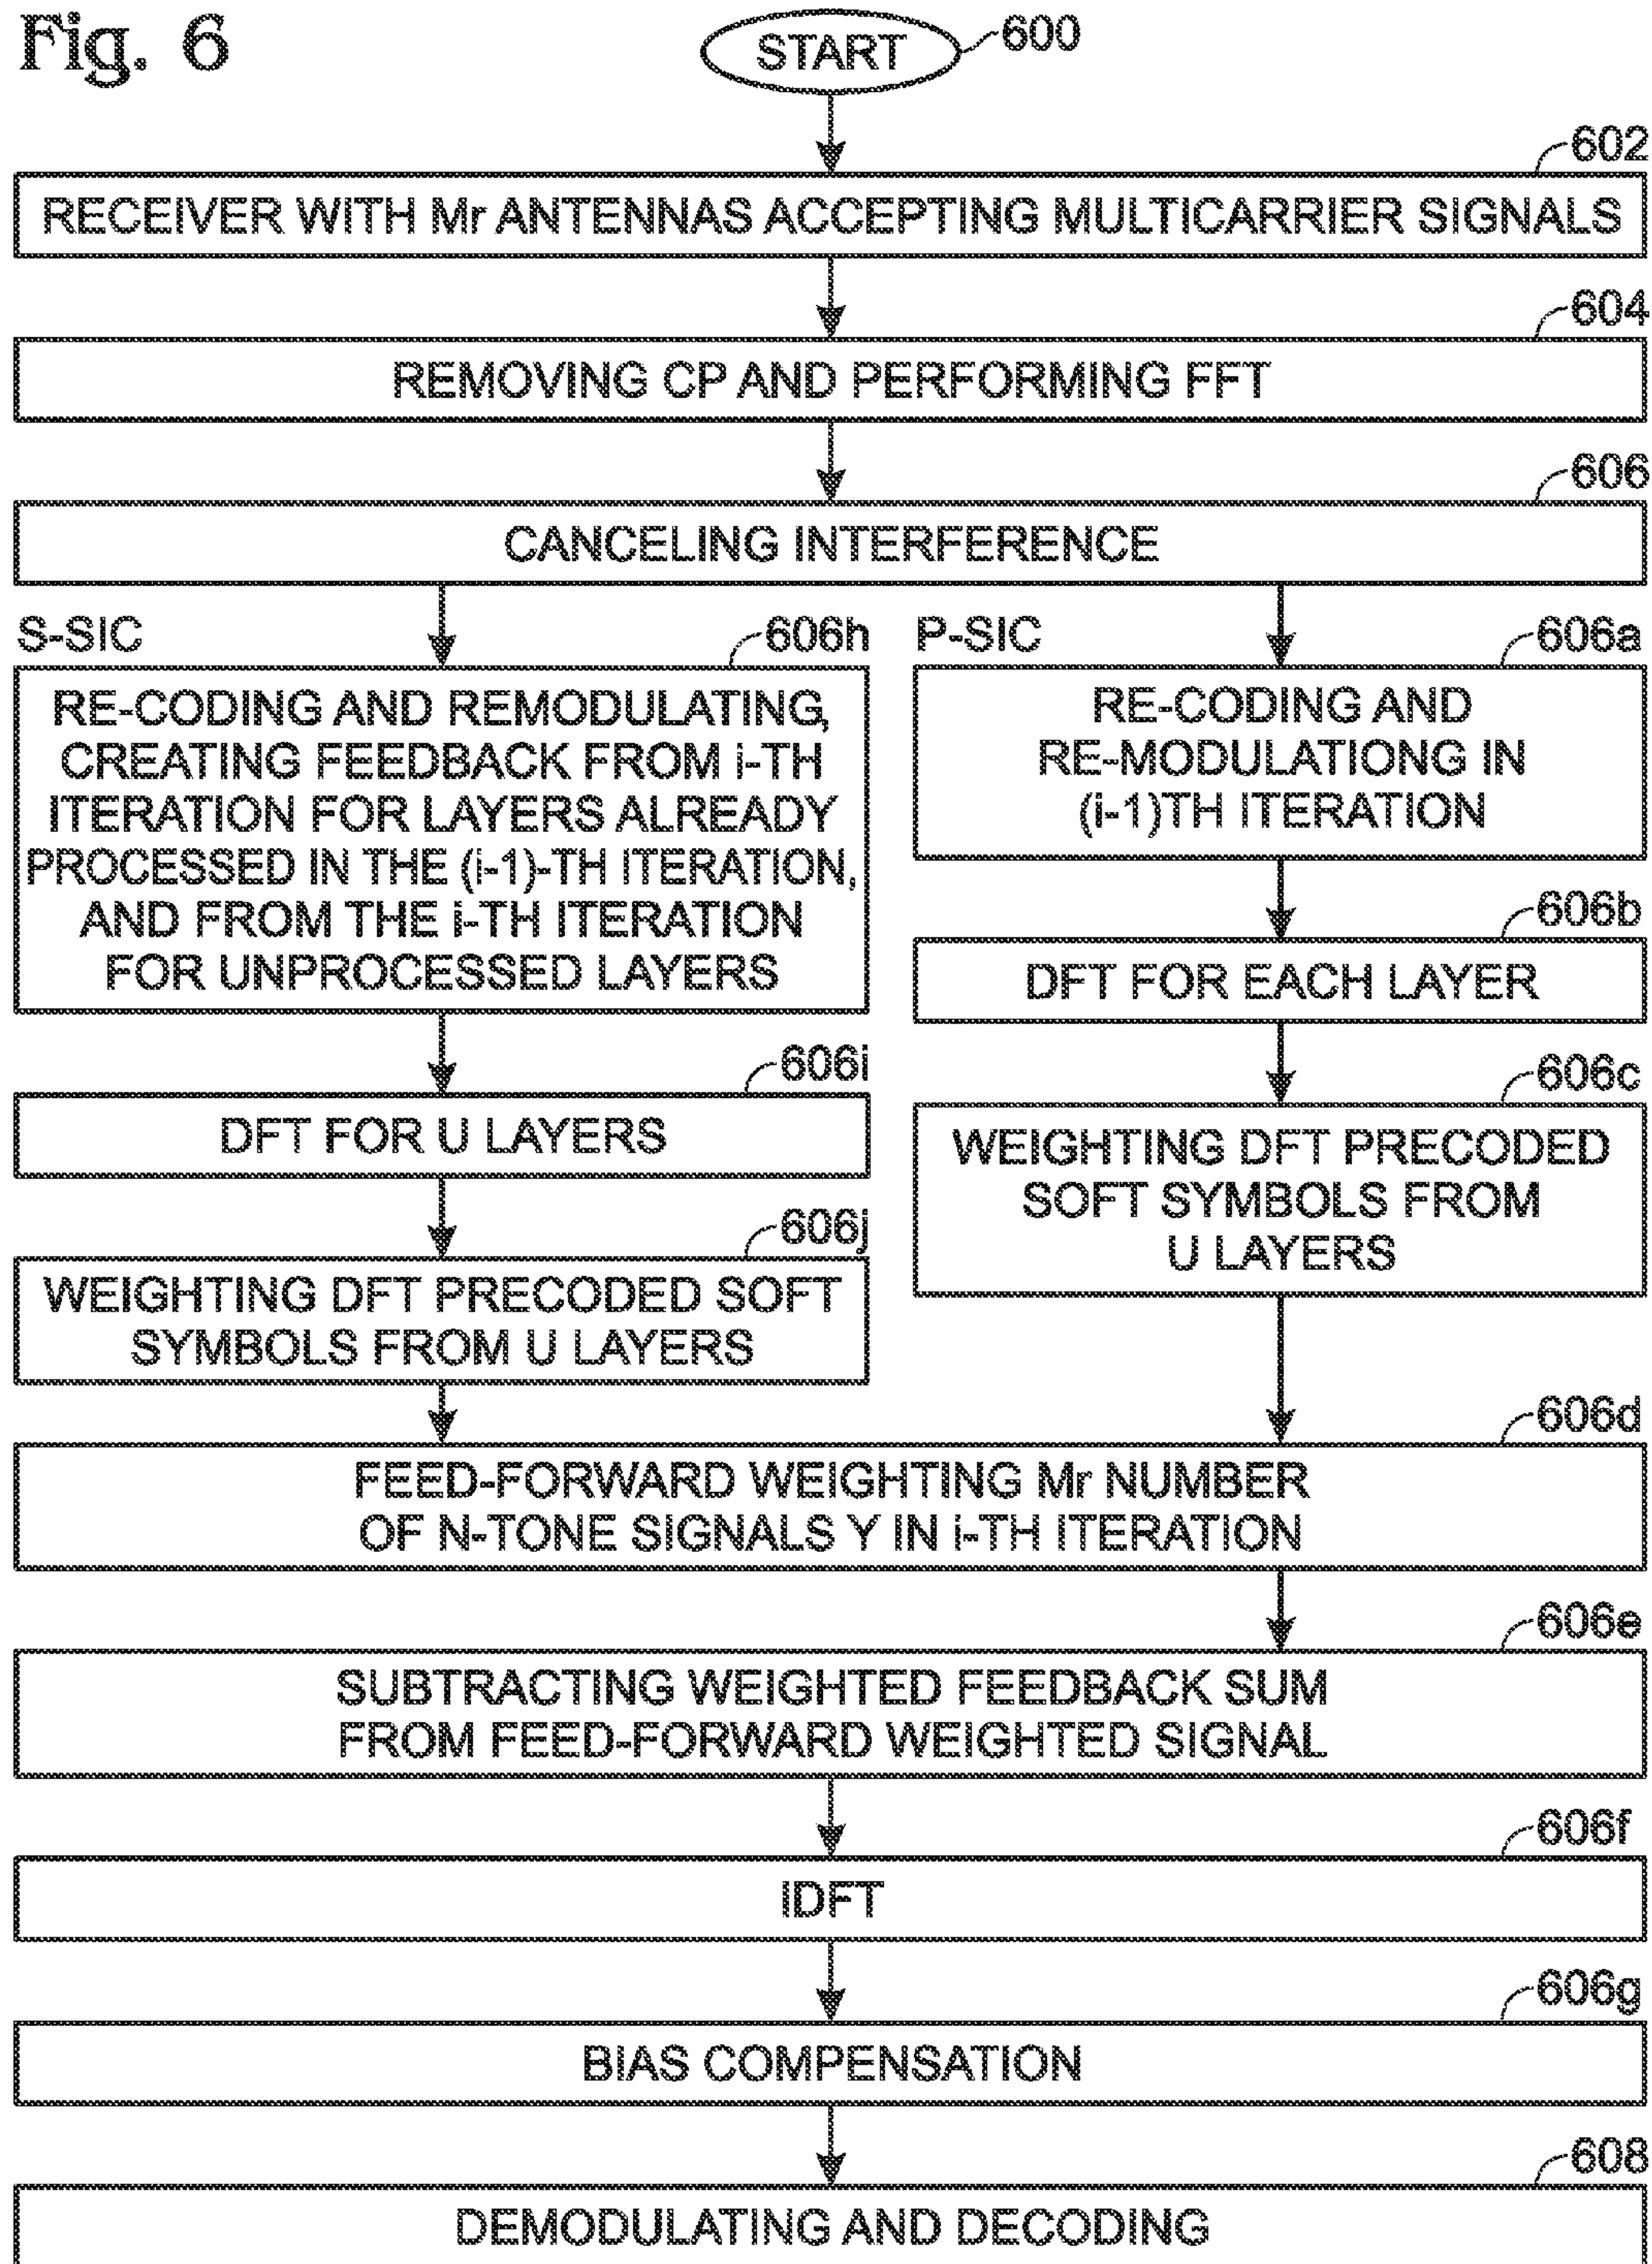 Fig. 6
START
600
602
RECEIVER WITH Mr ANTENNAS ACCEPTING MULTICARRIER SIGNALS
604
REMOVING CP AND PERFORMING FFT
606
CANCELING INTERFERENCE
S-SIC
606h
RE-CODING AND REMODULATING,
CREATING FEEDBACK FROM i-TH
ITERATION FOR LAYERS ALREADY
PROCESSED IN THE (i-1)-TH ITERATION,
AND FROM THE i-TH ITERATION
FOR UNPROCESSED LAYERS
606i
DFT FOR U LAYERS
606j
WEIGHTING DFT PRECODED SOFT
SYMBOLS FROM U LAYERS
P-SIC
606a
RE-CODING AND
RE-MODULATIONG IN
(i-1)TH ITERATION
606b
DFT FOR EACH LAYER
606c
WEIGHTING DFT PRECODED
SOFT SYMBOLS FROM
U LAYERS
606d
FEED-FORWARD WEIGHTING Mr NUMBER
OF N-TONE SIGNALS Y IN i-TH ITERATION
606e
SUBTRACTING WEIGHTED FEEDBACK SUM
FROM FEED-FORWARD WEIGHTED SIGNAL
606f
IDFT
606g
BIAS COMPENSATION
608
DEMODULATING AND DECODING